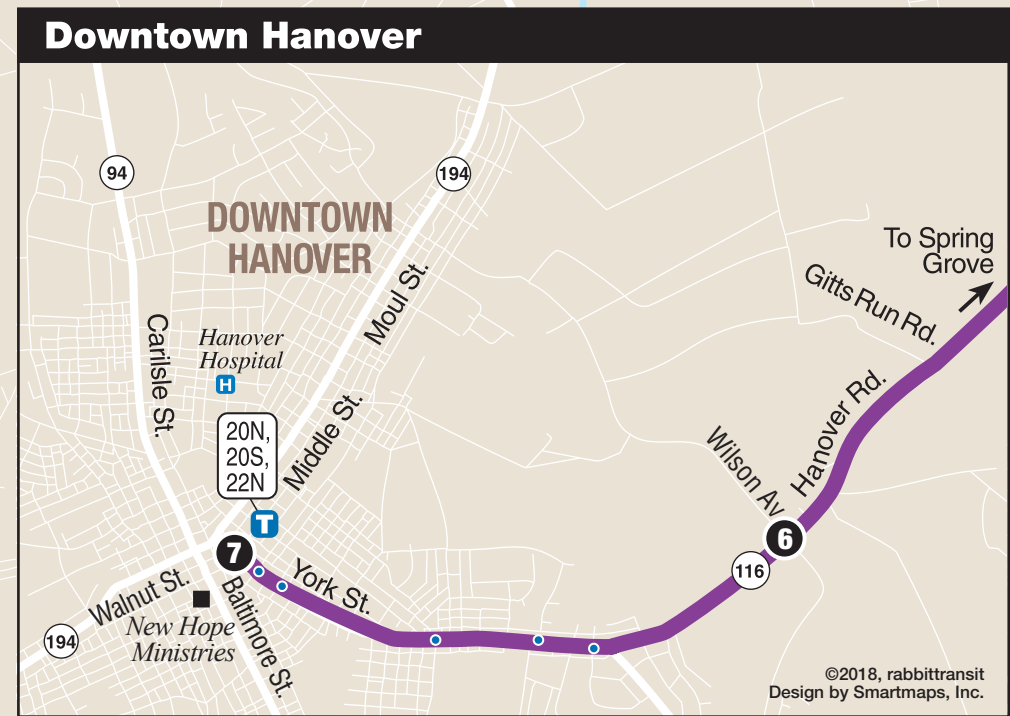 Downtown Hanover
94
194
DOWNTOWN
HANOVER
To Spring
Grove
Gitts Run Rd.
Moul St.
Carilsle St.
Hanover
Hospital
H
20N,
20S,
22N
Middle St.
Hanover Rd.
Wilson Av
T
7
6
116
York St.
Walnut St.
Baltimore St.
New Hope
Ministries
194
©2018, rabbittransit
Design by Smartmaps, Inc.